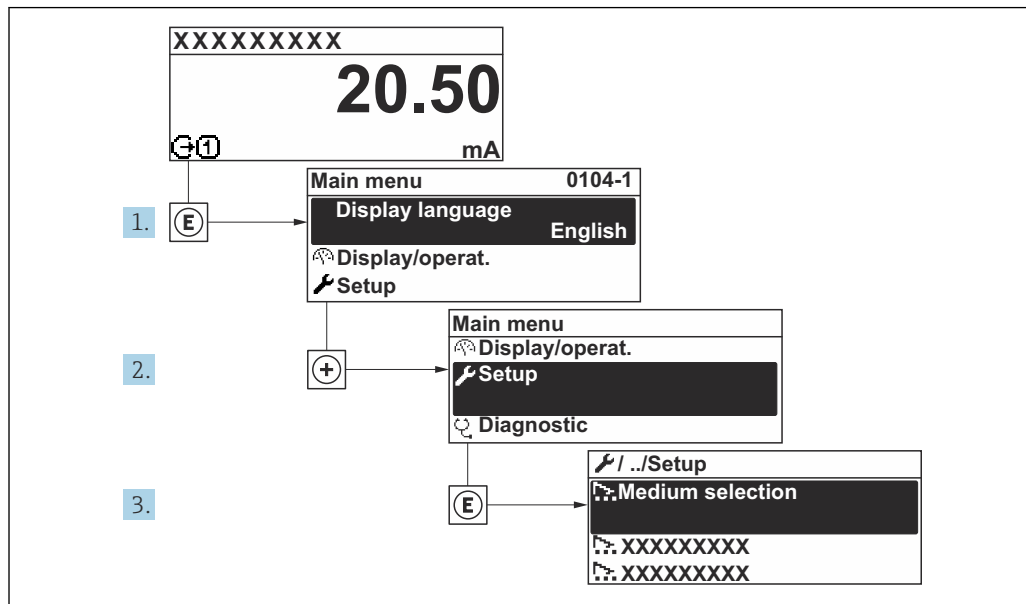 XXXXXXXXX
20.50
1 mA
Main menu 0104-1
1. E Display language
English
Display/operat.
Setup
Main menu
Display/operat.
2. + Setup
Diagnostic
/ ../Setup
3. E Medium selection
XXXXXXXXX
XXXXXXXXX